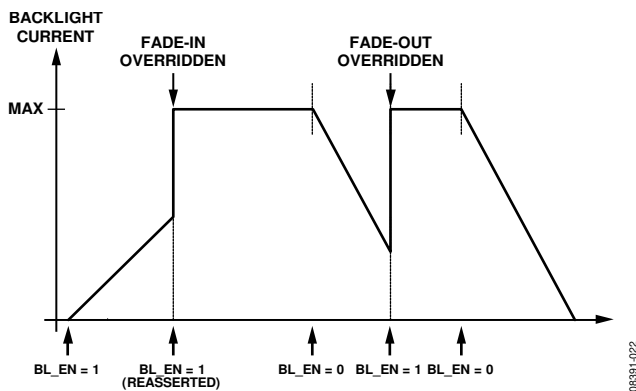 BACKLIGHT
CURRENT
FADE-IN
OVERRIDDEN
FADE-OUT
OVERRIDDEN
MAX
BL_EN = 1
BL_EN = 1
(REASSERTED)
BL_EN = 0
BL_EN = 1
BL_EN = 0
08391-022